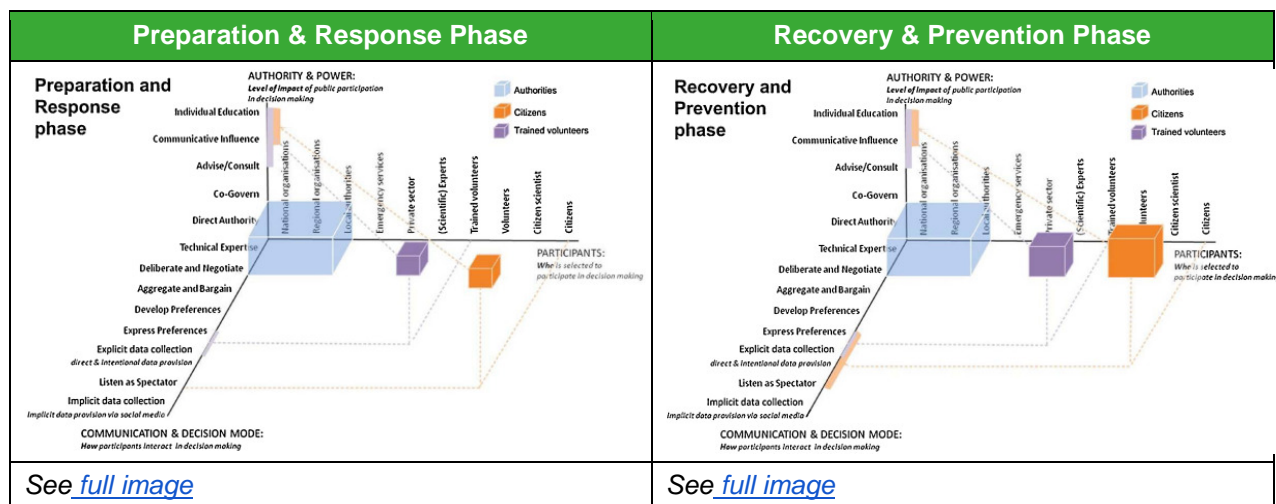 Preparation & Response Phase
Recovery & Prevention Phase
Preparation and
Response
phase
AUTHORITY & POWER:
Level of Impact of public participation
in decision making
Authorities
Citizens
Trained volunteers
Individual Education
Communicative Influence
Advise/Consult
Co-Govern
Direct Authority
Technical Expertise
Deliberate and Negotiate
Aggregate and Bargain
Develop Preferences
Express Preferences
Explicit data collection
direct & intentional data provision
Listen as Spectator
Implicit data collection
Implicit data provision via social media
National organisations
Regional organisations
Local authorities
Emergency services
Private sector
(Scientific) Experts
Trained volunteers
Volunteers
Citizen scientist
Citizens
PARTICIPANTS:
Who is selected to
participate in decision making
COMMUNICATION & DECISION MODE:
How participants interact in decision making
See full image
Recovery and
Prevention
phase
AUTHORITY & POWER:
Level of impact of public participation
in decision making
Authorities
Citizens
Trained volunteers
Individual Education
Communicative Influence
Advise/Consult
Co-Govern
Direct Authority
Technical Expertise
Deliberate and Negotiate
Aggregate and Bargain
Develop Preferences
Express Preferences
Explicit data collection
direct & intentional data provision
Listen as Spectator
Implicit data collection
Implicit data provision via social media
National organisations
Regional organisations
Local authorities
Emergency services
Private sector
(Scientific) Experts
Trained volunteers
unteers
Citizen scientist
Citizens
PARTICIPANTS:
Who is selected to
participate in decision makin
COMMUNICATION & DECISION MODE:
How participants interact in decision making
See full image